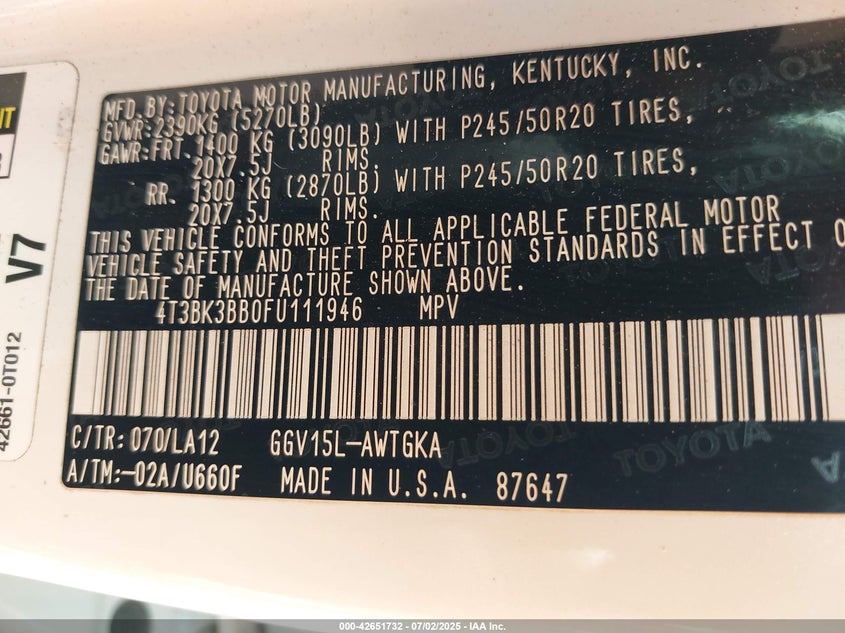 MFD.BY:TOYOTA MOTOR MANUFACTURING, KENTUCKY, INC.
GVWR:2390KG (5270LB)
GAWR:FRT. 1400 KG (3090LB) WITH P245/50R20 TIRES,
20X7.5J RIMS.
RR. 1300 KG (2870LB) WITH P245/50R20 TIRES,
20X7.5J RIMS.
THIS VEHICLE CONFORMS TO ALL APPLICABLE FEDERAL MOTOR
VEHICLE SAFETY AND THEFT PREVENTION STANDARDS IN EFFECT
THE DATE OF MANUFACTURE SHOWN ABOVE.
4T3BK3BB0FU111946 MPV
C/TR: 070/LA12 GGV15L-AWTGKA
A/TM:-02A/U660F MADE IN U.S.A. 87647
TOYOTA
V7
42661-0T012
000-42651732 - 07/02/2025 - IAA Inc.